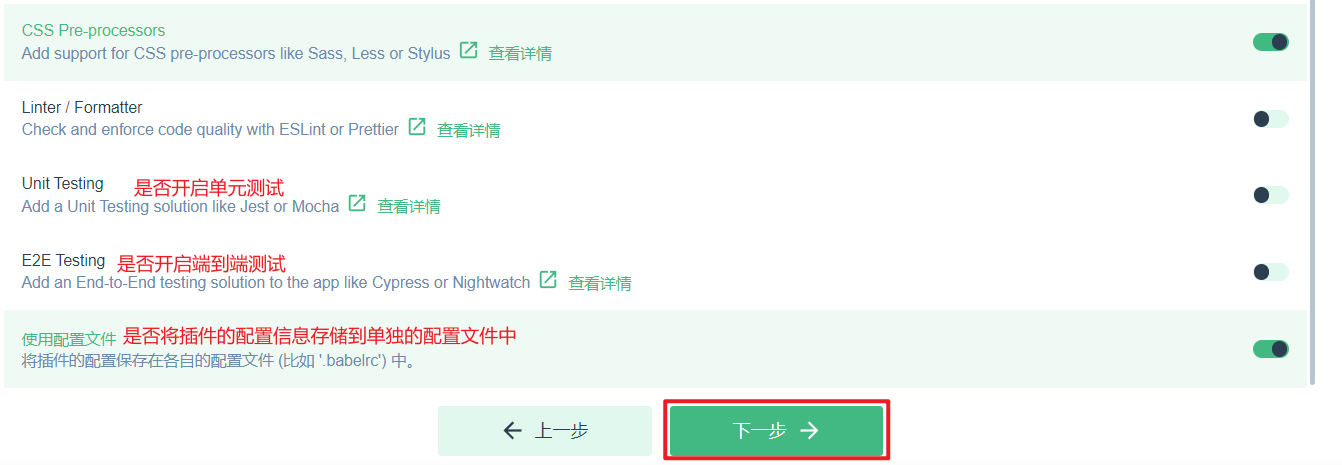 CSS Pre-processors
Add support for CSS pre-processors like Sass, Less or Stylus 查看详情
Linter / Formatter
Check and enforce code quality with ESLint or Prettier 查看详情
Unit Testing 是否开启单元测试
Add a Unit Testing solution like Jest or Mocha 查看详情
E2E Testing 是否开启端到端测试
Add an End-to-End testing solution to the app like Cypress or Nightwatch 查看详情
使用配置文件 是否将插件的配置信息存储到单独的配置文件中
将插件的配置保存在各自的配置文件 (比如 '.babelrc') 中。
上一步 下一步